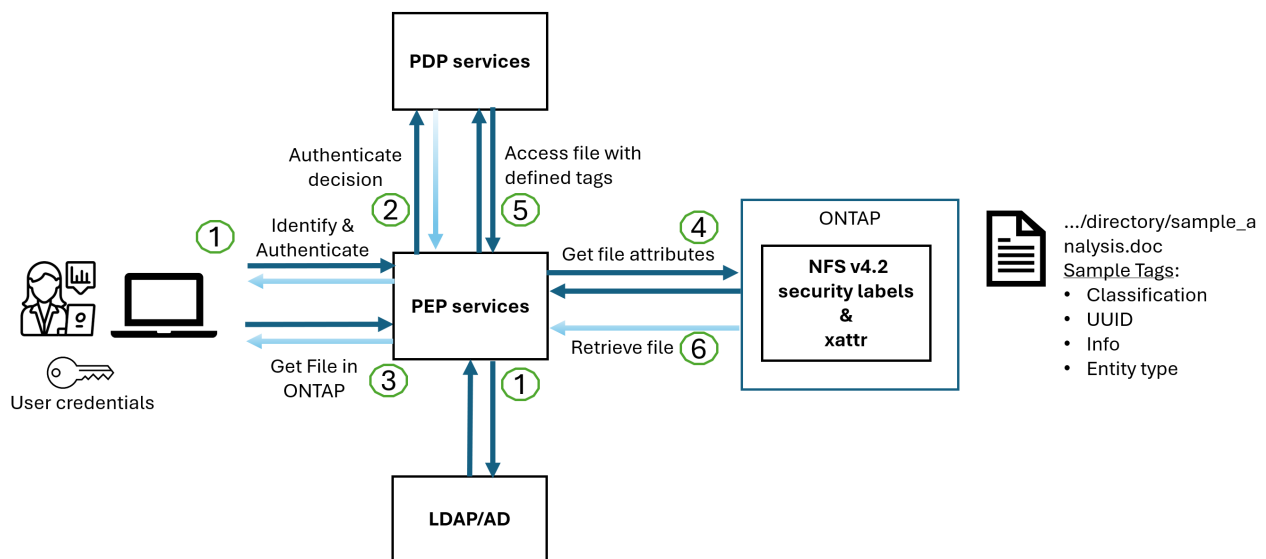 PDP services
Authenticate
decision
2
Access file with
defined tags
5
1
Identify &
Authenticate
PEP services
Get File in
ONTAP
3
User credentials
1
LDAP/AD
Get file attributes
4
Retrieve file
6
ONTAP
NFS v4.2
security labels
&
xattr
.../directory/sample_a
nalysis.doc
Sample Tags:
• Classification
• UUID
• Info
• Entity type